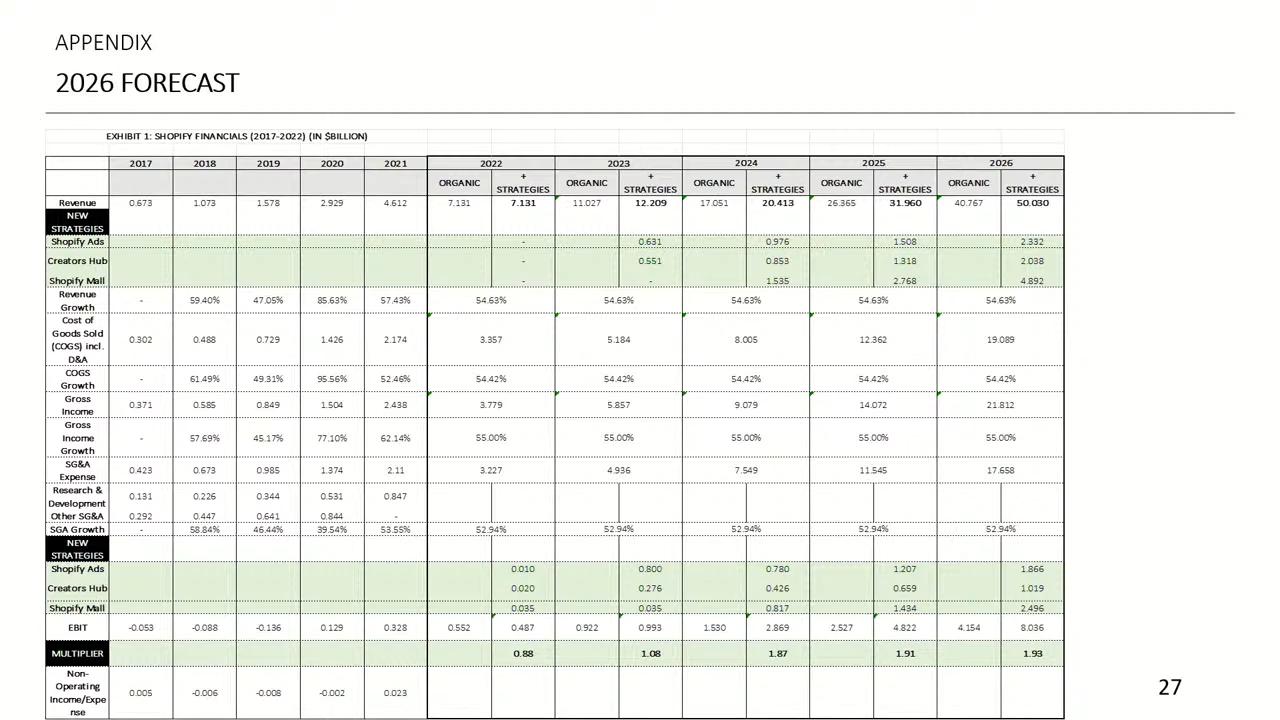 APPENDIX
2026 FORECAST
EXHIBIT 1: SHOPIFY FINANCIALS (2017-2022) (IN $BILLION)
2017 2018 2019 2020 2021 2022 2023 2024 2025 2026
ORGANIC + STRATEGIES ORGANIC + STRATEGIES ORGANIC + STRATEGIES ORGANIC + STRATEGIES ORGANIC + STRATEGIES
Revenue 0.673 1.073 1.578 2.929 4.612 7.131 7.131 11.027 12.209 17.051 20.413 26.365 31.960 40.767 50.030
NEW STRATEGIES
Shopify Ads - 0.631 0.976 1.508 2.332
Creators Hub - 0.551 0.853 1.318 2.038
Shopify Mall - - 1.535 2.768 4.892
Revenue Growth - 59.40% 47.05% 85.63% 57.43% 54.63% 54.63% 54.63% 54.63% 54.63%
Cost of Goods Sold (COGS) incl. D&A 0.302 0.488 0.729 1.426 2.174 3.357 5.184 8.005 12.362 19.089
COGS Growth - 61.49% 49.31% 95.56% 52.46% 54.42% 54.42% 54.42% 54.42% 54.42%
Gross Income 0.371 0.585 0.849 1.504 2.438 3.779 5.857 9.079 14.072 21.812
Gross Income Growth - 57.69% 45.17% 77.10% 62.14% 55.00% 55.00% 55.00% 55.00% 55.00%
SG&A Expense 0.423 0.673 0.985 1.374 2.11 3.227 4.936 7.549 11.545 17.658
Research & Development 0.131 0.226 0.344 0.531 0.847
Other SG&A 0.292 0.447 0.641 0.844 -
SGA Growth - 58.84% 46.44% 39.54% 53.55% 52.94% 52.94% 52.94% 52.94% 52.94%
NEW STRATEGIES
Shopify Ads 0.010 0.800 0.780 1.207 1.866
Creators Hub 0.020 0.276 0.426 0.659 1.019
Shopify Mall 0.035 0.035 0.817 1.434 2.496
EBIT -0.053 -0.088 -0.136 0.129 0.328 0.552 0.487 0.922 0.993 1.530 2.869 2.527 4.822 4.154 8.036
MULTIPLIER 0.88 1.08 1.87 1.91 1.93
Non-Operating Income/Expense 0.005 -0.006 -0.008 -0.002 0.023
27